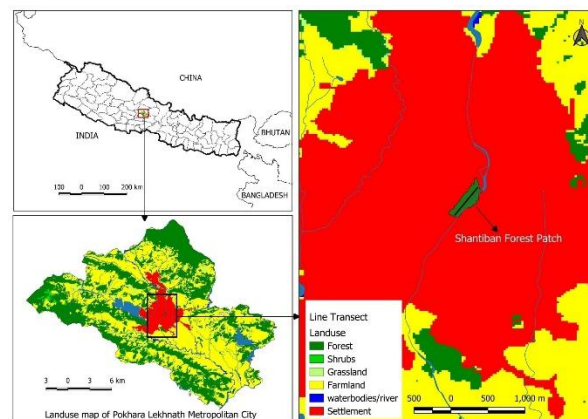 CHINA
INDIA
BHUTAN
BANGLADESH
100 0 100 200 km
3 0 3 6 km
Landuse map of Pokhara Lekhnath Metropolitan City
Shantiban Forest Patch
Line Transect
Landuse
Forest
Shrubs
Grassland
Farmland
waterbodies/river
Settlement
500 0 500 1,000 m